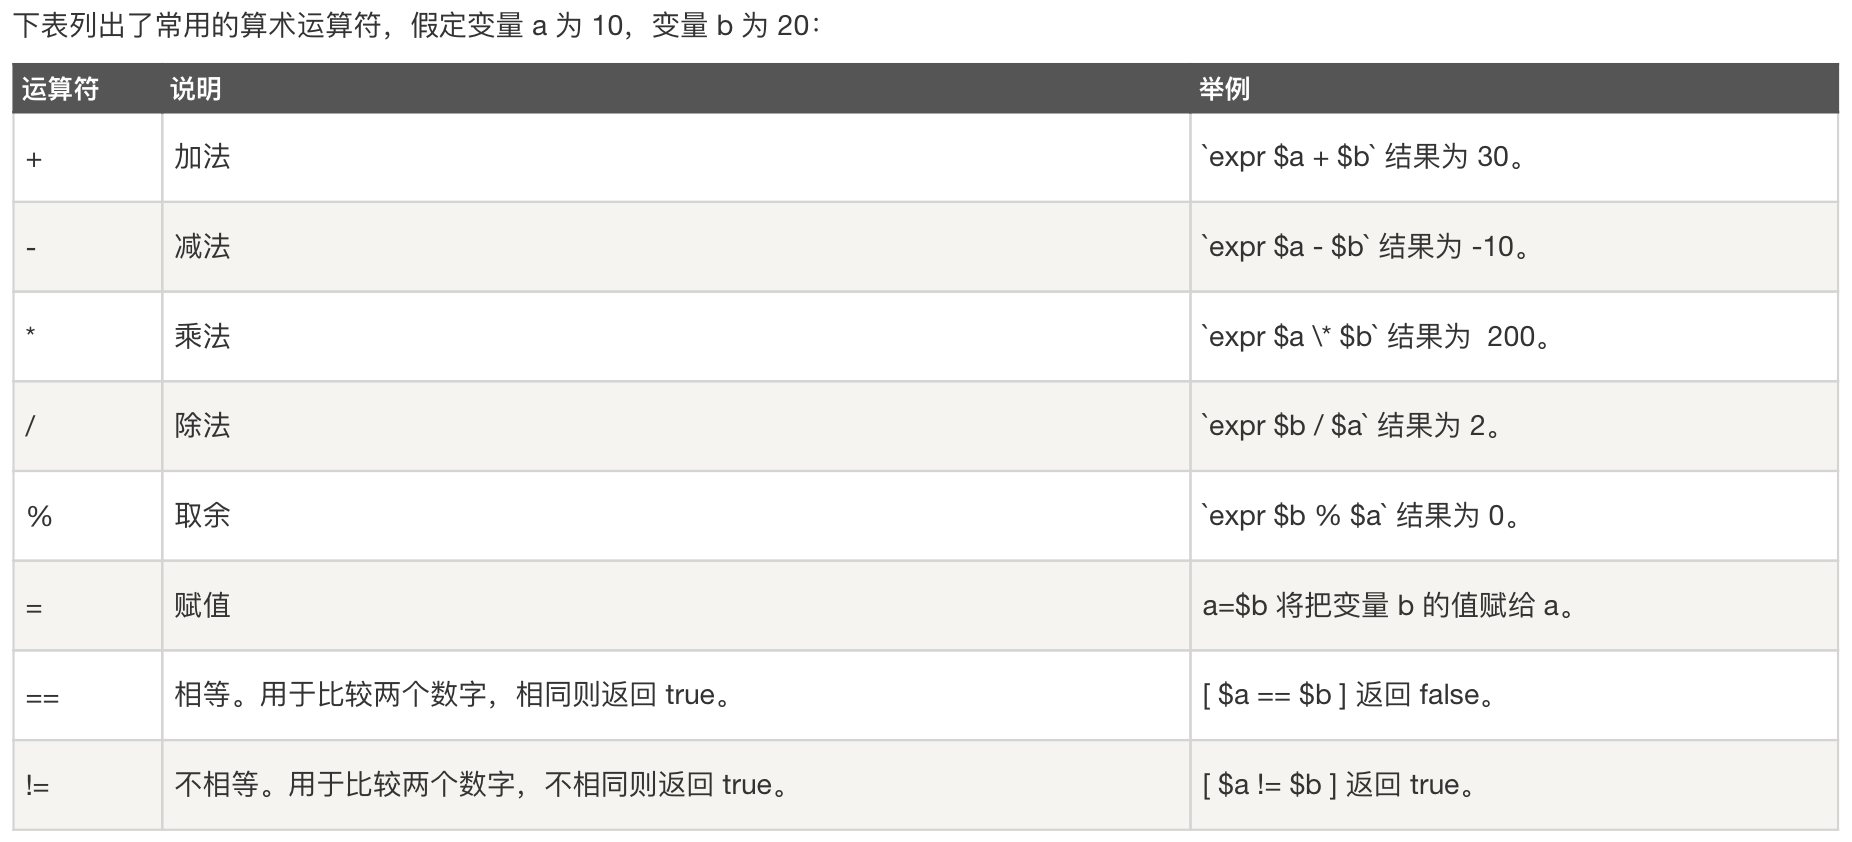 下表列出了常用的算术运算符，假定变量 a 为 10，变量 b 为 20：
运算符 说明 举例
+ 加法 `expr $a + $b` 结果为 30。
- 减法 `expr $a - $b` 结果为 -10。
* 乘法 `expr $a \* $b` 结果为  200。
/ 除法 `expr $b / $a` 结果为 2。
% 取余 `expr $b % $a` 结果为 0。
= 赋值 a=$b 将把变量 b 的值赋给 a。
== 相等。用于比较两个数字，相同则返回 true。 [ $a == $b ] 返回 false。
!= 不相等。用于比较两个数字，不相同则返回 true。 [ $a != $b ] 返回 true。